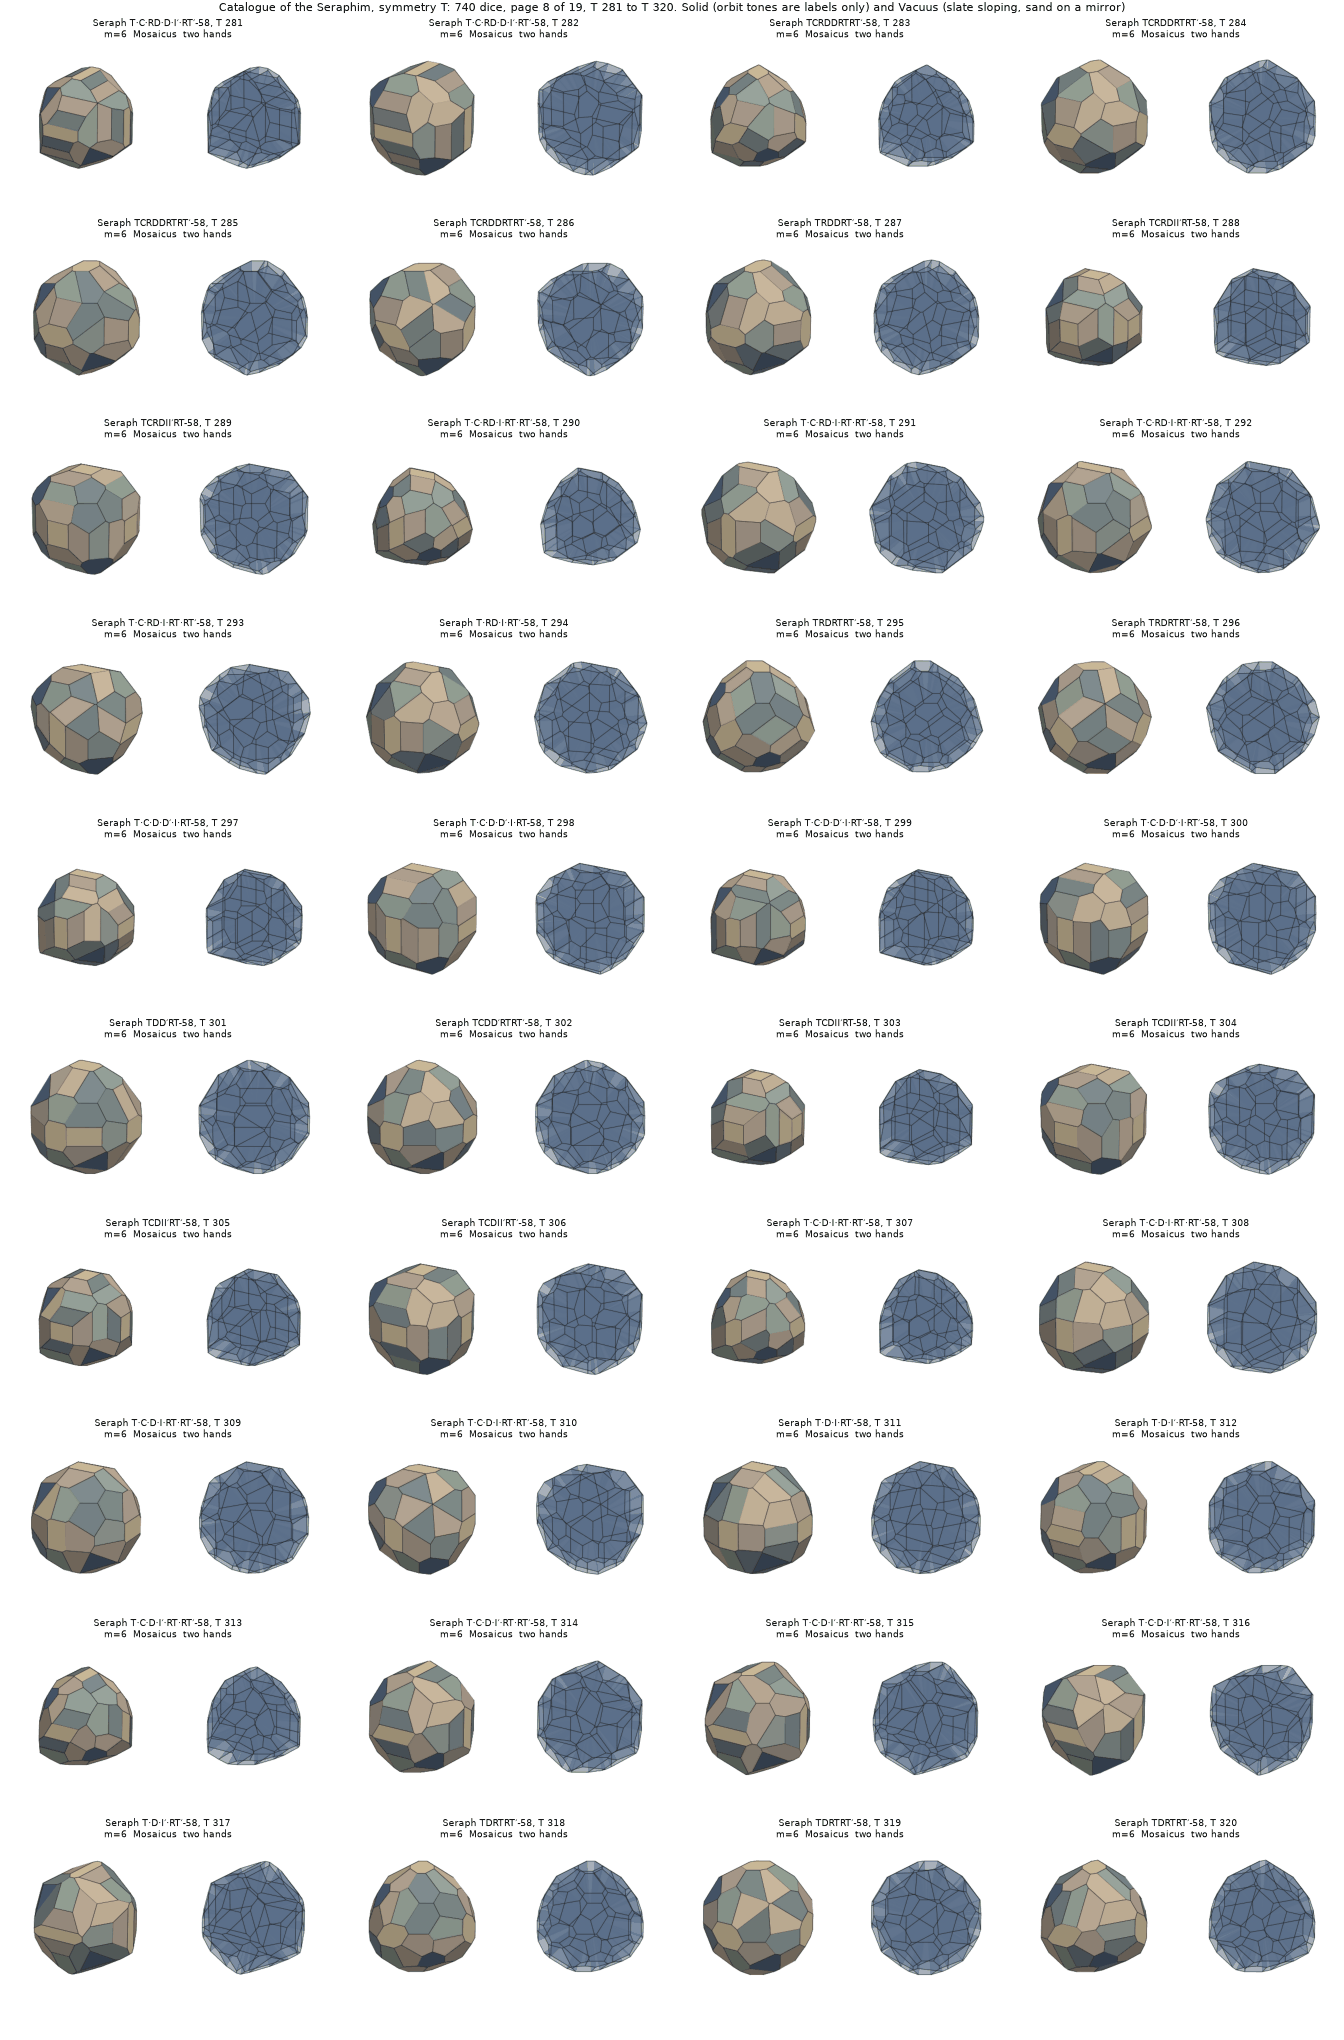 Catalogue of the Seraphim, symmetry T: 740 dice, page 8 of 19, T 281 to T 320. Solid (orbit tones are labels only) and Vacuus (slate sloping, sand on a mirror)
Seraph T·C·RD·D·I′·RT′-58, T 281
m=6 Mosaicus two hands
Seraph T·C·RD·D·I′·RT′-58, T 282
m=6 Mosaicus two hands
Seraph TCRDDRTRT′-58, T 283
m=6 Mosaicus two hands
Seraph TCRDDRTRT′-58, T 284
m=6 Mosaicus two hands
Seraph TCRDDRTRT′-58, T 285
m=6 Mosaicus two hands
Seraph TCRDDRTRT′-58, T 286
m=6 Mosaicus two hands
Seraph TRDDRT′-58, T 287
m=6 Mosaicus two hands
Seraph TCRDII′RT-58, T 288
m=6 Mosaicus two hands
Seraph TCRDII′RT-58, T 289
m=6 Mosaicus two hands
Seraph T·C·RD·I·RT·RT′-58, T 290
m=6 Mosaicus two hands
Seraph T·C·RD·I·RT·RT′-58, T 291
m=6 Mosaicus two hands
Seraph T·C·RD·I·RT·RT′-58, T 292
m=6 Mosaicus two hands
Seraph T·C·RD·I·RT·RT′-58, T 293
m=6 Mosaicus two hands
Seraph T·RD·I·RT′-58, T 294
m=6 Mosaicus two hands
Seraph TRDRTRT′-58, T 295
m=6 Mosaicus two hands
Seraph TRDRTRT′-58, T 296
m=6 Mosaicus two hands
Seraph T·C·D·D′·I·RT-58, T 297
m=6 Mosaicus two hands
Seraph T·C·D·D′·I·RT-58, T 298
m=6 Mosaicus two hands
Seraph T·C·D·D′·I·RT′-58, T 299
m=6 Mosaicus two hands
Seraph T·C·D·D′·I·RT′-58, T 300
m=6 Mosaicus two hands
Seraph TDD′RT-58, T 301
m=6 Mosaicus two hands
Seraph TCDD′RTRT′-58, T 302
m=6 Mosaicus two hands
Seraph TCDII′RT-58, T 303
m=6 Mosaicus two hands
Seraph TCDII′RT-58, T 304
m=6 Mosaicus two hands
Seraph TCDII′RT′-58, T 305
m=6 Mosaicus two hands
Seraph TCDII′RT′-58, T 306
m=6 Mosaicus two hands
Seraph T·C·D·I·RT·RT′-58, T 307
m=6 Mosaicus two hands
Seraph T·C·D·I·RT·RT′-58, T 308
m=6 Mosaicus two hands
Seraph T·C·D·I·RT·RT′-58, T 309
m=6 Mosaicus two hands
Seraph T·C·D·I·RT·RT′-58, T 310
m=6 Mosaicus two hands
Seraph T·D·I·RT′-58, T 311
m=6 Mosaicus two hands
Seraph T·D·I′·RT-58, T 312
m=6 Mosaicus two hands
Seraph T·C·D·I′·RT·RT′-58, T 313
m=6 Mosaicus two hands
Seraph T·C·D·I′·RT·RT′-58, T 314
m=6 Mosaicus two hands
Seraph T·C·D·I′·RT·RT′-58, T 315
m=6 Mosaicus two hands
Seraph T·C·D·I′·RT·RT′-58, T 316
m=6 Mosaicus two hands
Seraph T·D·I′·RT′-58, T 317
m=6 Mosaicus two hands
Seraph TDRTRT′-58, T 318
m=6 Mosaicus two hands
Seraph TDRTRT′-58, T 319
m=6 Mosaicus two hands
Seraph TDRTRT′-58, T 320
m=6 Mosaicus two hands